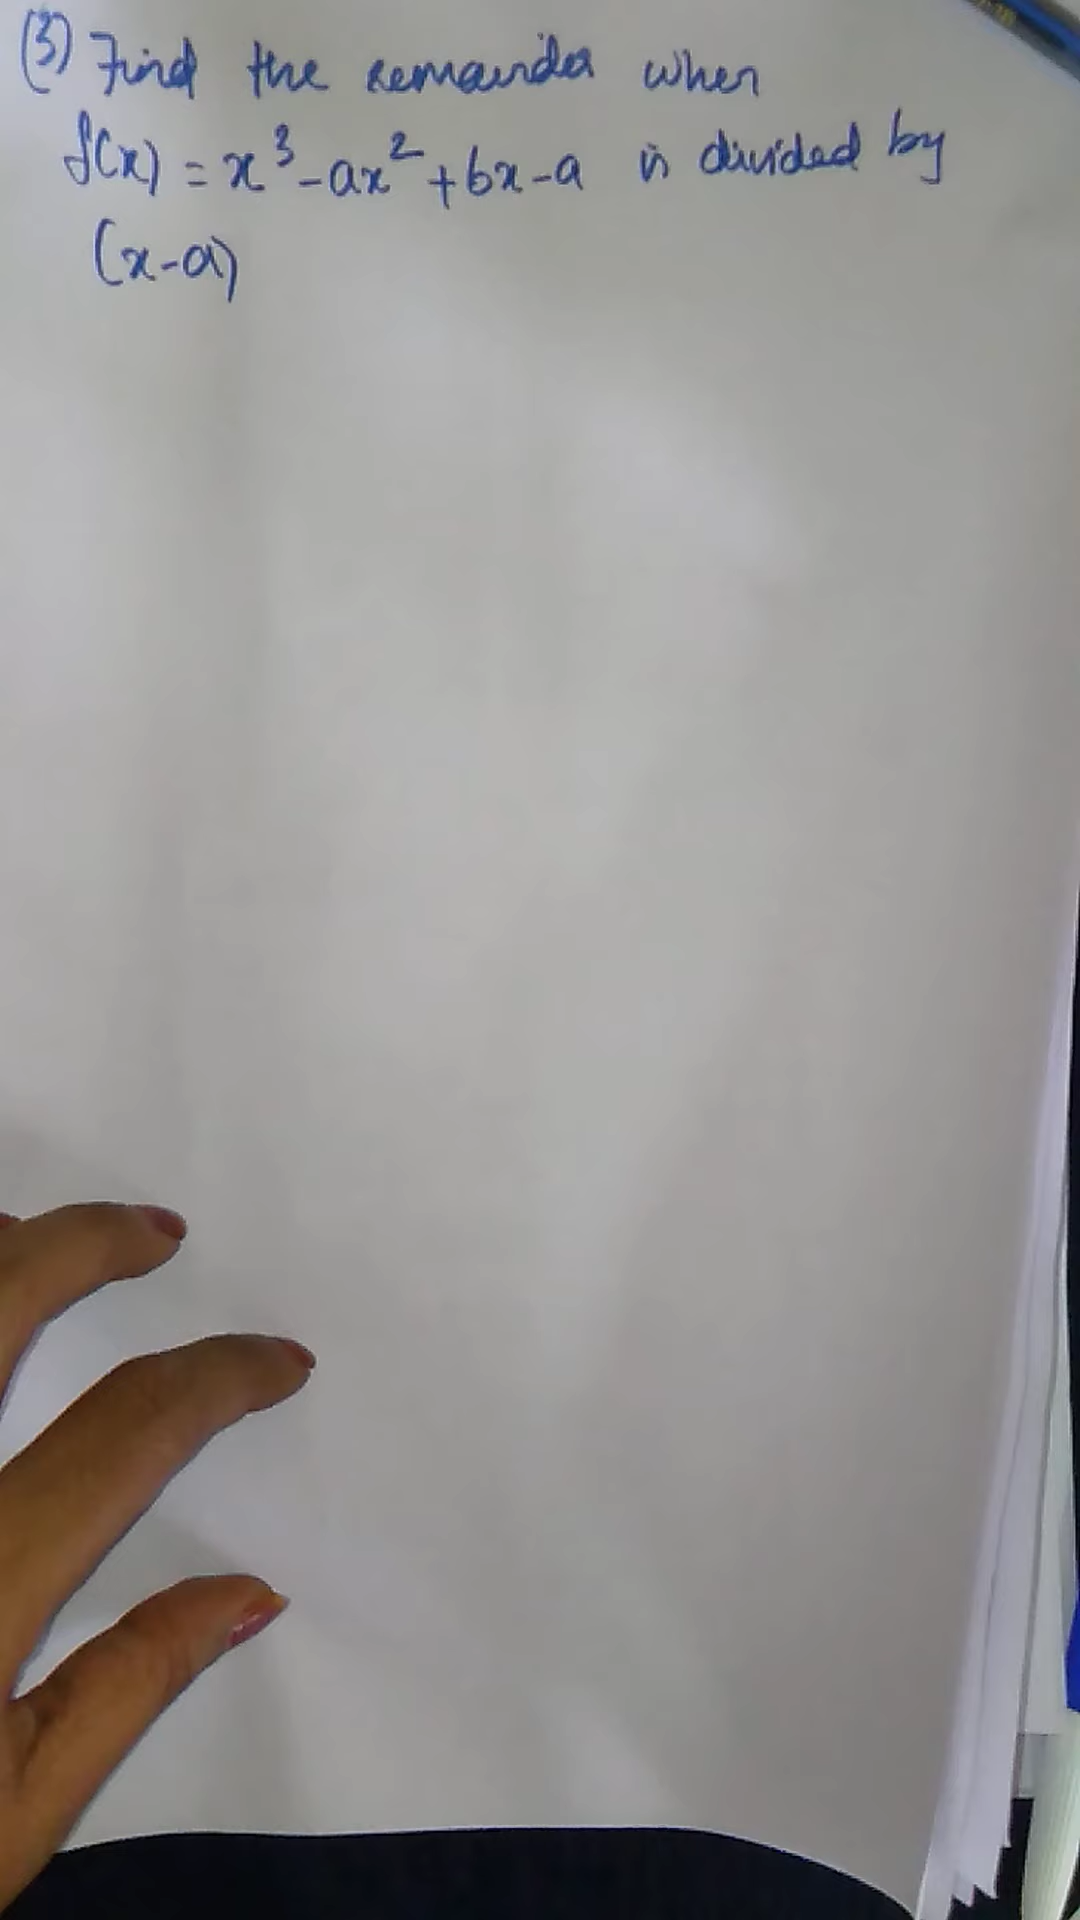 (3) Find the remainder when
f(x) = x³-ax²+6x-a is divided by
(x-a)